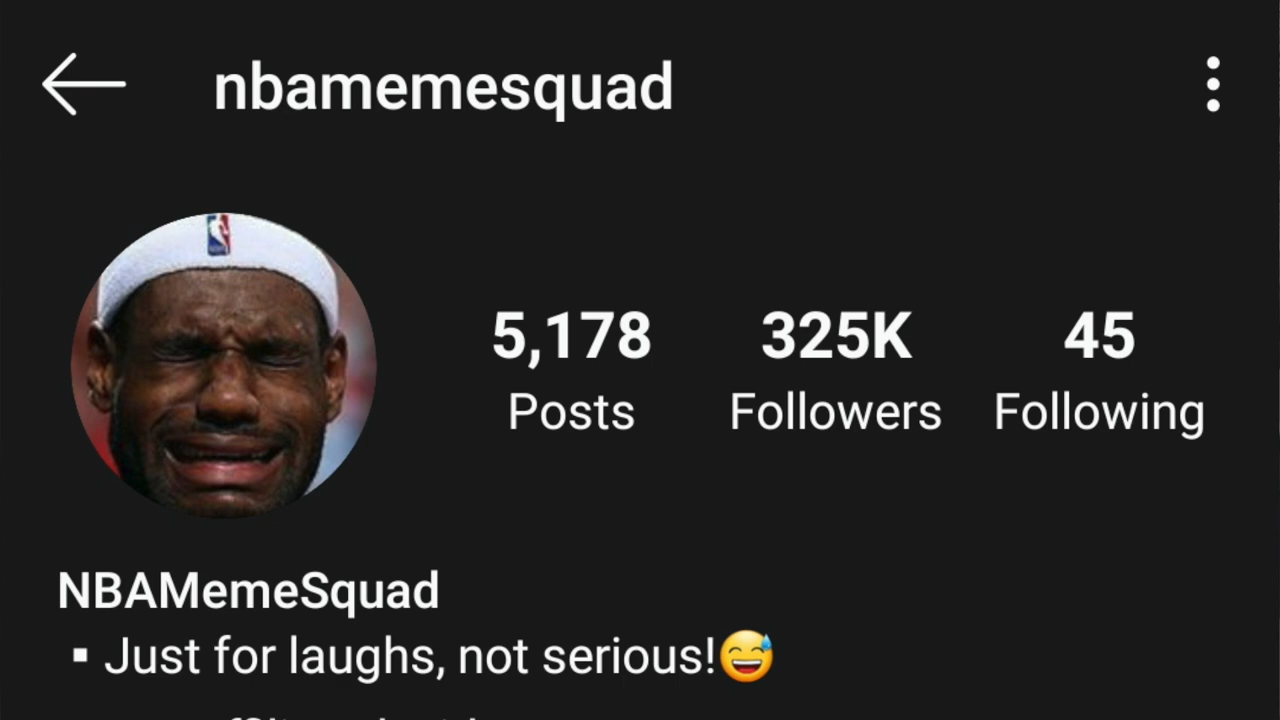 nbamemesquad
5,178 325K 45
Posts Followers Following
NBAMemeSquad
▪ Just for laughs, not serious!😅